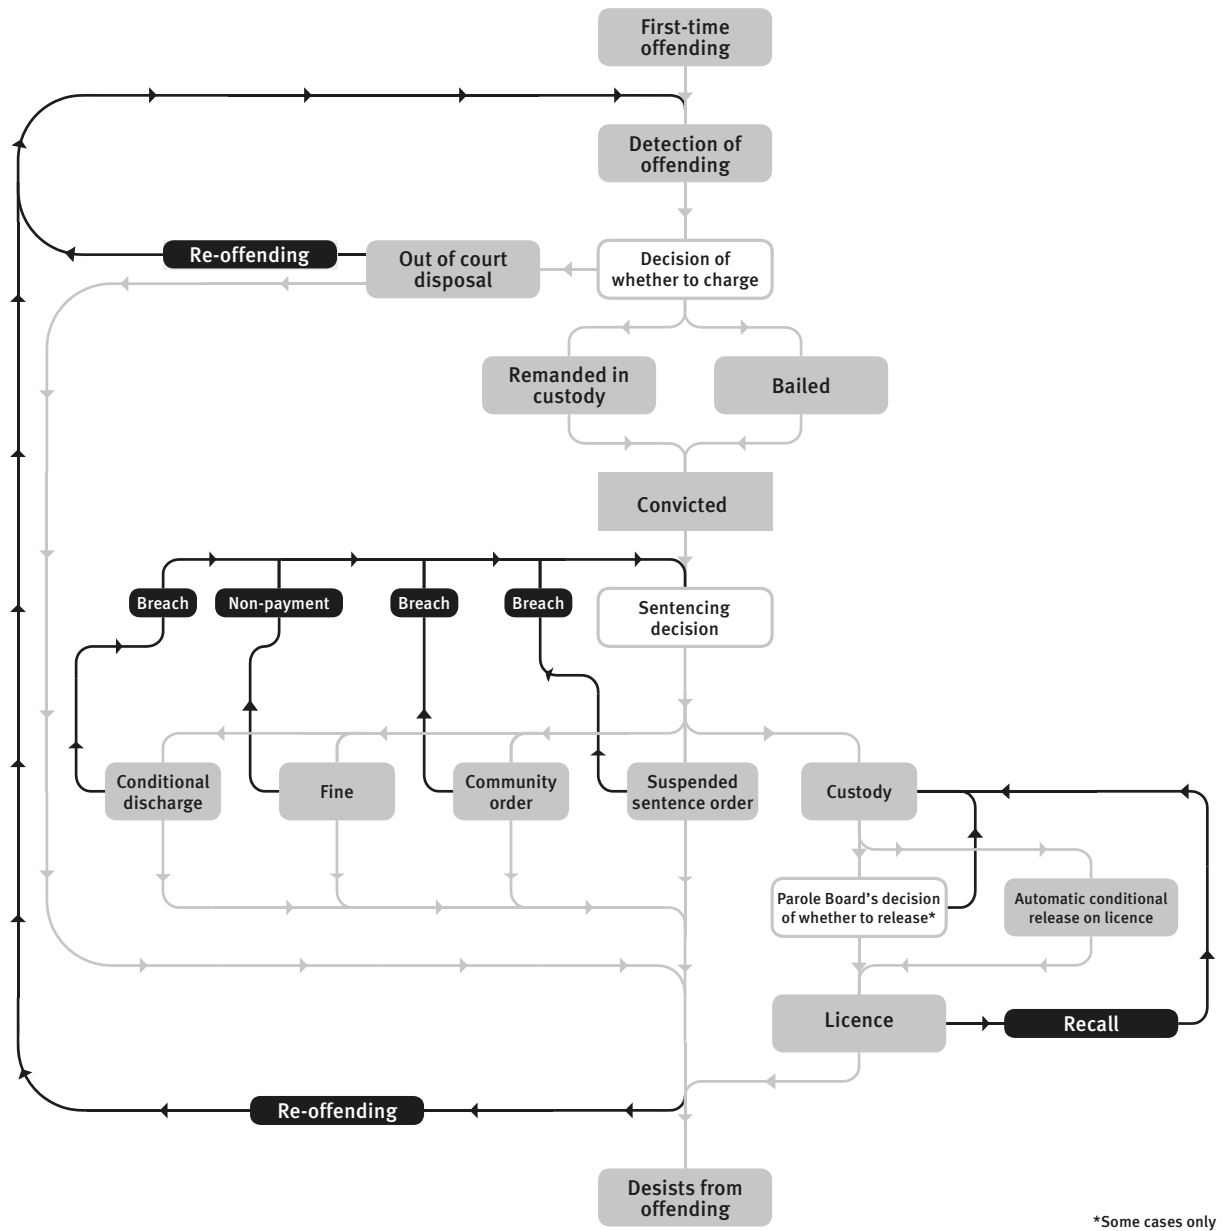 First-time
offending
Detection of
offending
Re-offending
Out of court
disposal
Decision of
whether to charge
Remanded in
custody
Bailed
Convicted
Breach
Non-payment
Breach
Breach
Sentencing
decision
Conditional
discharge
Fine
Community
order
Suspended
sentence order
Custody
Parole Board’s decision
of whether to release*
Automatic conditional
release on licence
Licence
Recall
Re-offending
Desists from
offending
*Some cases only